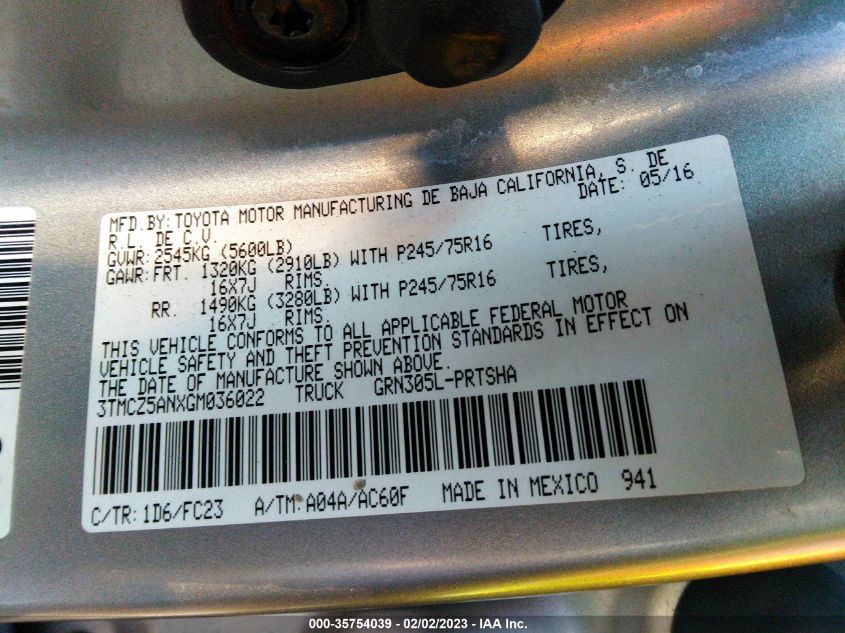 MFD. BY: TOYOTA MOTOR MANUFACTURING DE BAJA CALIFORNIA, S. DE
R.L. DE C.V. DATE: 05/16
GVWR: 2545KG (5600LB)
GAWR: FRT. 1320KG (2910LB) WITH P245/75R16 TIRES,
16X7J RIMS.
RR. 1490KG (3280LB) WITH P245/75R16 TIRES,
16X7J RIMS.
THIS VEHICLE CONFORMS TO ALL APPLICABLE FEDERAL MOTOR
VEHICLE SAFETY AND THEFT PREVENTION STANDARDS IN EFFECT ON
THE DATE OF MANUFACTURE SHOWN ABOVE.
3TMCZ5ANXGM036022 TRUCK GRN305L-PRTSHA
C/TR: 1D6/FC23 A/TM: A04A/AC60F MADE IN MEXICO 941
000-35754039 - 02/02/2023 - IAA Inc.